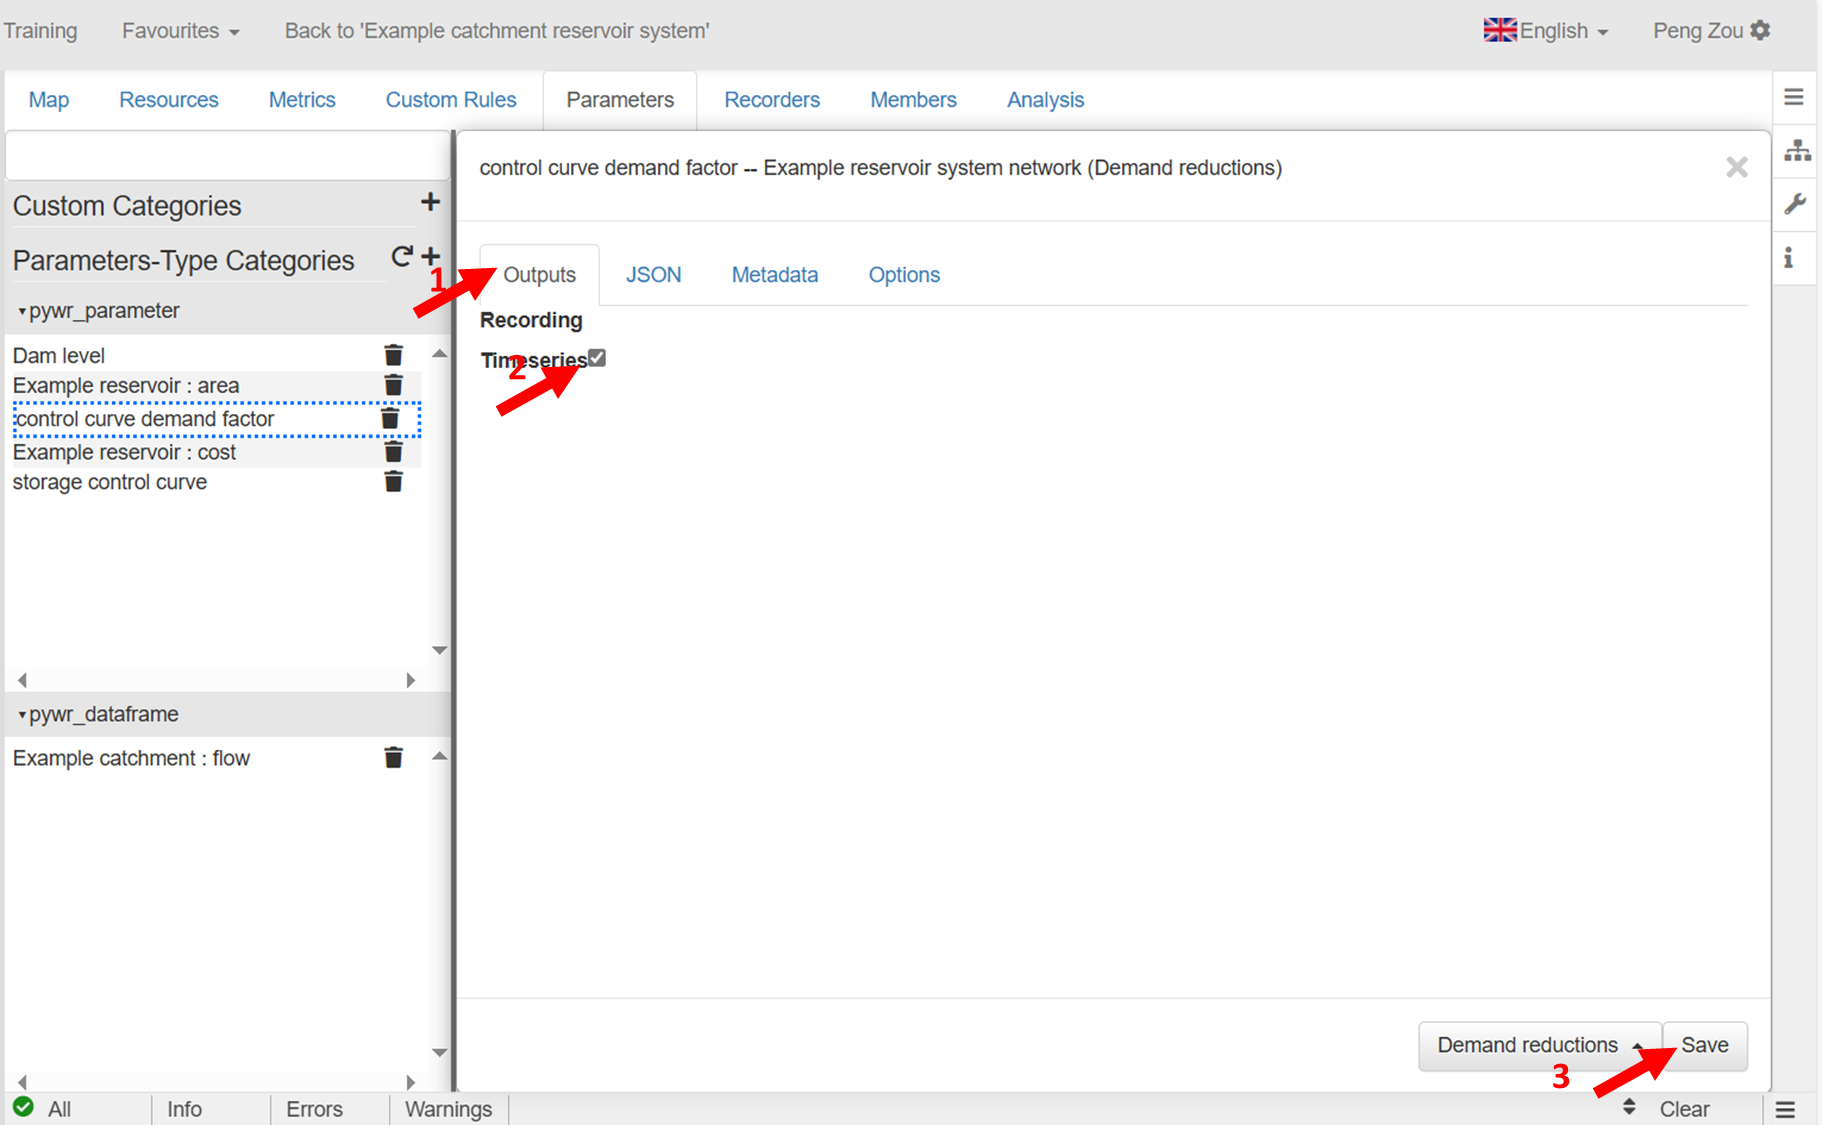 Training Favourites Back to 'Example catchment reservoir system' English Peng Zou
Map Resources Metrics Custom Rules Parameters Recorders Members Analysis
control curve demand factor -- Example reservoir system network (Demand reductions)
Custom Categories
Parameters-Type Categories
1
Outputs JSON Metadata Options
pywr_parameter
Recording
Dam level
Timeseries
2
Example reservoir : area
control curve demand factor
Example reservoir : cost
storage control curve
pywr_dataframe
Example catchment : flow
Demand reductions Save
3
All Info Errors Warnings Clear